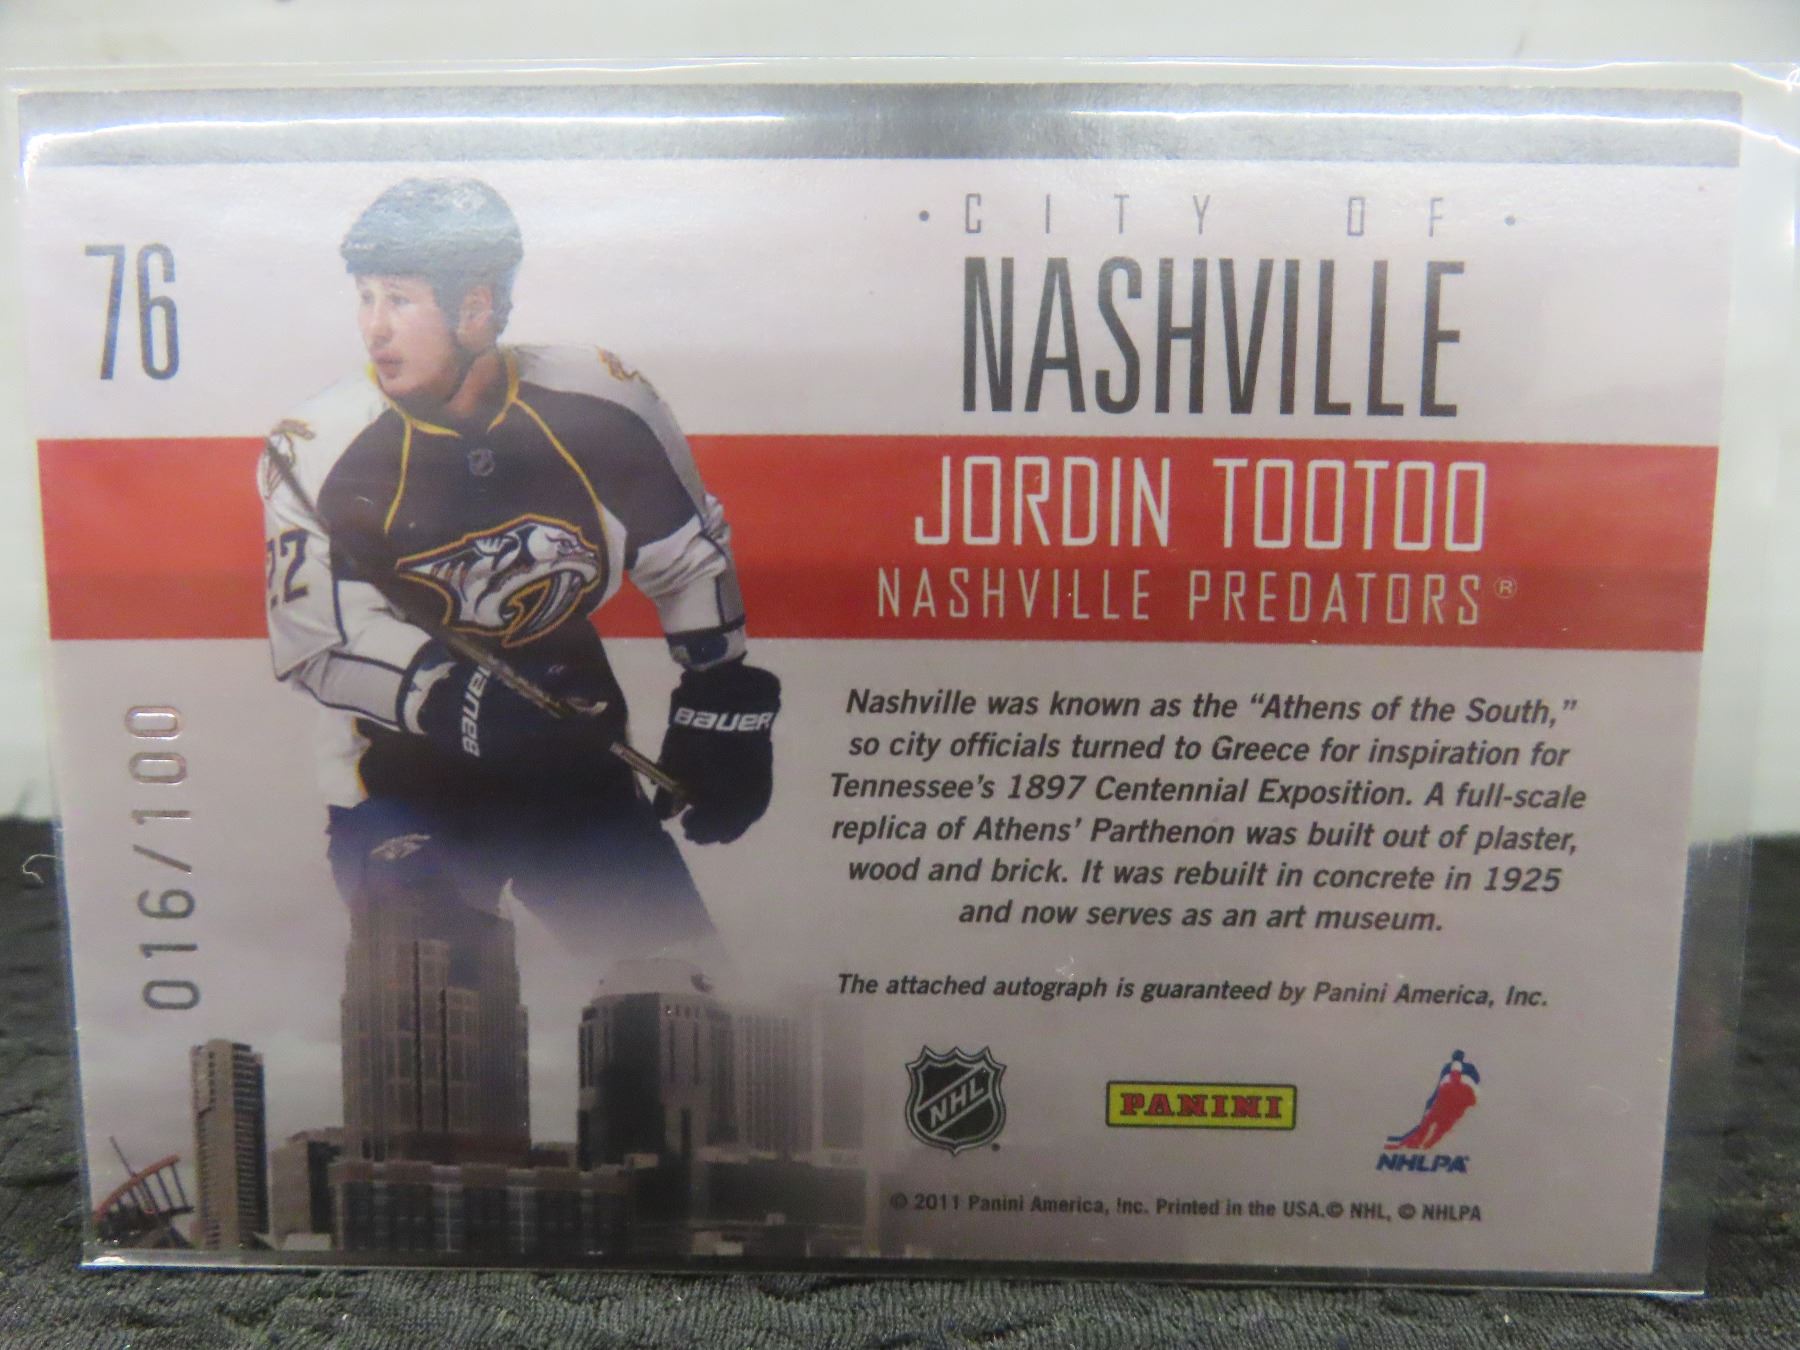 76
• CITY OF •
NASHVILLE
JORDIN TOOTOO
NASHVILLE PREDATORS®
22
BAUER
BAUER
016/100
Nashville was known as the “Athens of the South,”
so city officials turned to Greece for inspiration for
Tennessee’s 1897 Centennial Exposition. A full-scale
replica of Athens’ Parthenon was built out of plaster,
wood and brick. It was rebuilt in concrete in 1925
and now serves as an art museum.
The attached autograph is guaranteed by Panini America, Inc.
NHL
PANINI
NHLPA
© 2011 Panini America, Inc. Printed in the USA.© NHL, © NHLPA